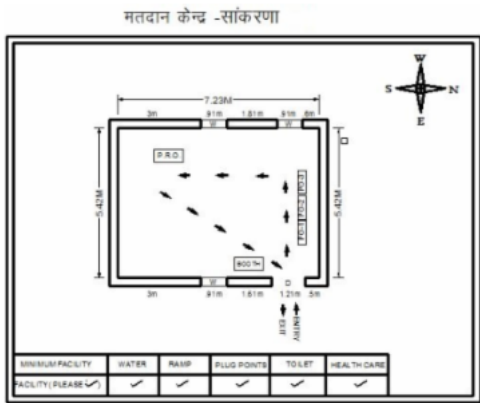 मतदान केन्द्र -सांकरणा
W
S N
E
7.23M
3m .91m 1.81m .91m .6m
W W
P.R.O.
PO-1 PO-2 PO-3
5.42M 5.42M
BOOTH
W D
3m .91m 1.61m 1.21m .5m
EXIT ENTRY
MINIMUM FACILITY WATER RAMP PLUG POINTS TOILET HEALTH CARE
FACILITY ( PLEASE ✓ ) ✓ ✓ ✓ ✓ ✓